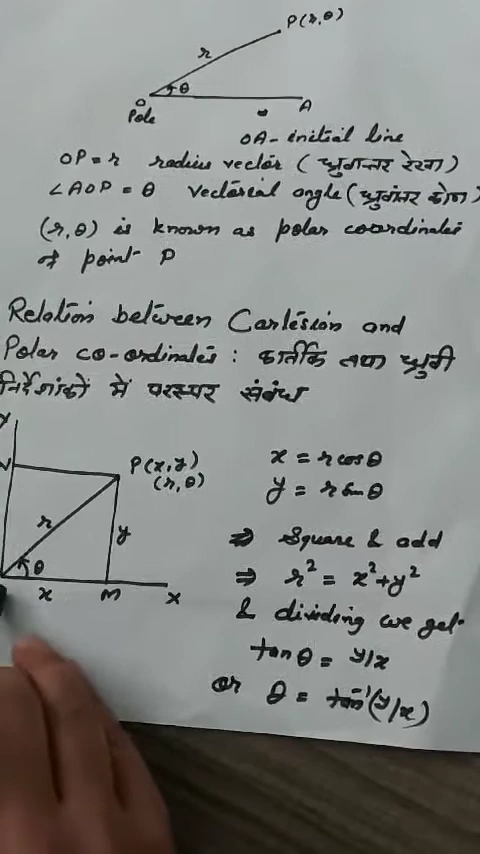 P(r,θ)
r
θ
O
Pole
A
OA - initial line
OP = r radius vector (ध्रुवान्तर रेखा)
∠AOP = θ vectorial angle (ध्रुवांतर कोण)
(r,θ) is known as polar coordinates
of point P
Relation between Cartesian and
Polar co-ordinates : कार्तीक तथा ध्रुवी
निर्देशांकों में परस्पर संबंध
Y
N
P(x,y)
(r,θ)
r
y
θ
x
M
X
x = r cos θ
y = r sin θ
⇒ Square & add
⇒ r² = x²+y²
& dividing we get
tan θ = y/x
or θ = tan⁻¹(y/x)